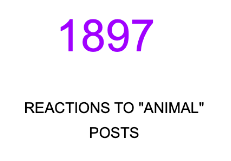 1897
REACTIONS TO "ANIMAL"
POSTS